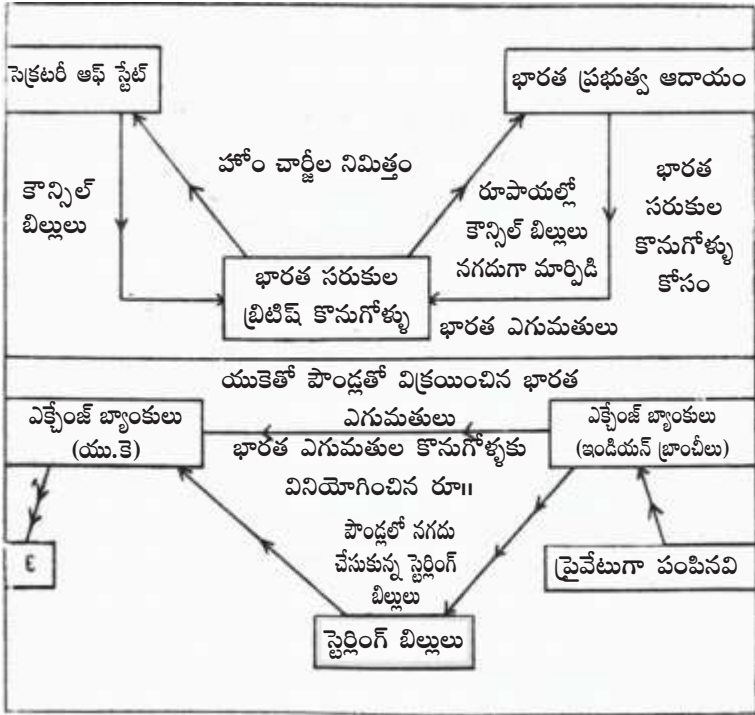 సెక్రటరీ ఆఫ్ స్టేట్
భారత ప్రభుత్వ ఆదాయం
హోం చార్జీల నిమిత్తం
కౌన్సిల్
బిల్లులు
రూపాయల్లో
కౌన్సిల్ బిల్లులు
నగదుగా మార్పిడి
భారత
సరుకుల
కొనుగోళ్ళు
కోసం
భారత సరుకుల
బ్రిటిష్ కొనుగోళ్ళు
భారత ఎగుమతులు
యుకెతో పౌండ్లతో విక్రయించిన భారత
ఎగుమతులు
ఎక్చేంజ్ బ్యాంకులు
(యు.కె)
ఎక్చేంజ్ బ్యాంకులు
(ఇండియన్ బ్రాంచీలు)
భారత ఎగుమతుల కొనుగోళ్ళకు
వినియోగించిన రూ॥
పౌండ్లలో నగదు
చేసుకున్న స్టెర్లింగ్
బిల్లులు
£
ప్రైవేటుగా పంపినవి
స్టెర్లింగ్ బిల్లులు